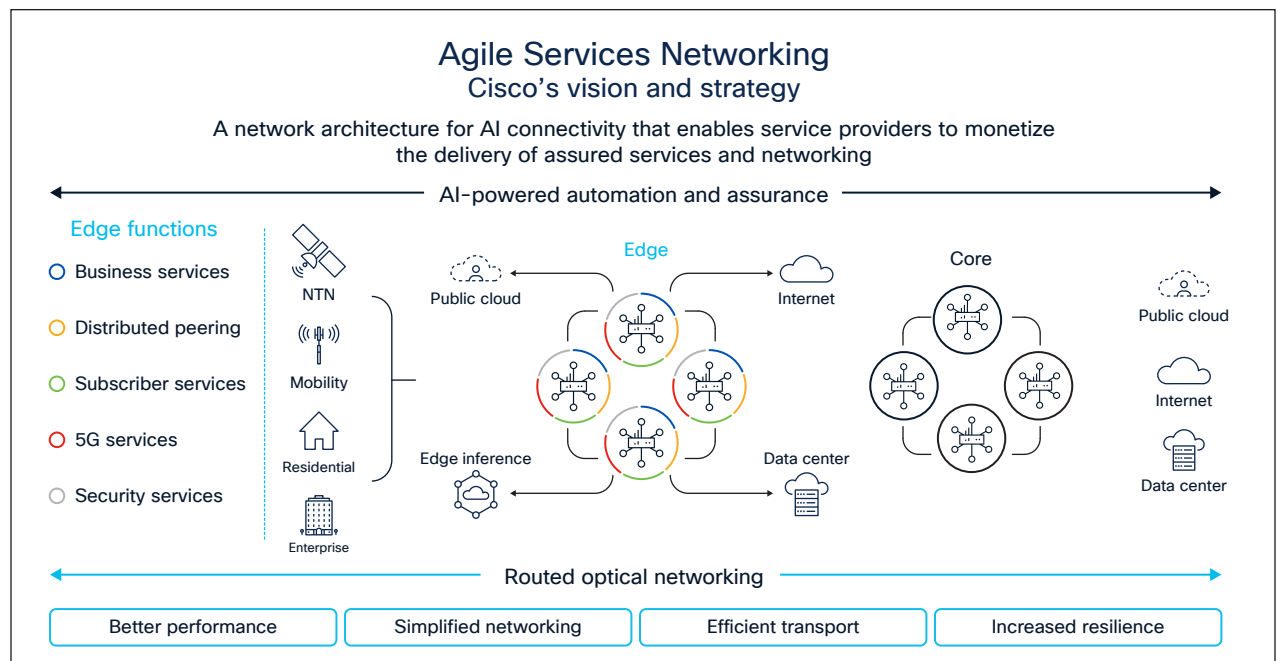 Agile Services Networking
Cisco's vision and strategy
A network architecture for AI connectivity that enables service providers to monetize
the delivery of assured services and networking
AI-powered automation and assurance
Edge functions
Business services
Distributed peering
Subscriber services
5G services
Security services
NTN
Mobility
Residential
Enterprise
Edge
Public cloud
Internet
Edge inference
Data center
Core
Public cloud
Internet
Data center
Routed optical networking
Better performance
Simplified networking
Efficient transport
Increased resilience